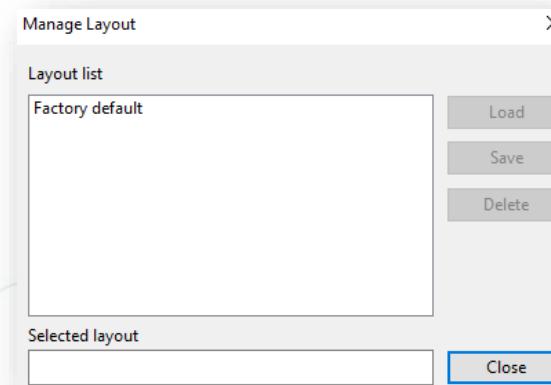 Manage Layout
Layout list
Factory default
Load
Save
Delete
Selected layout
Close